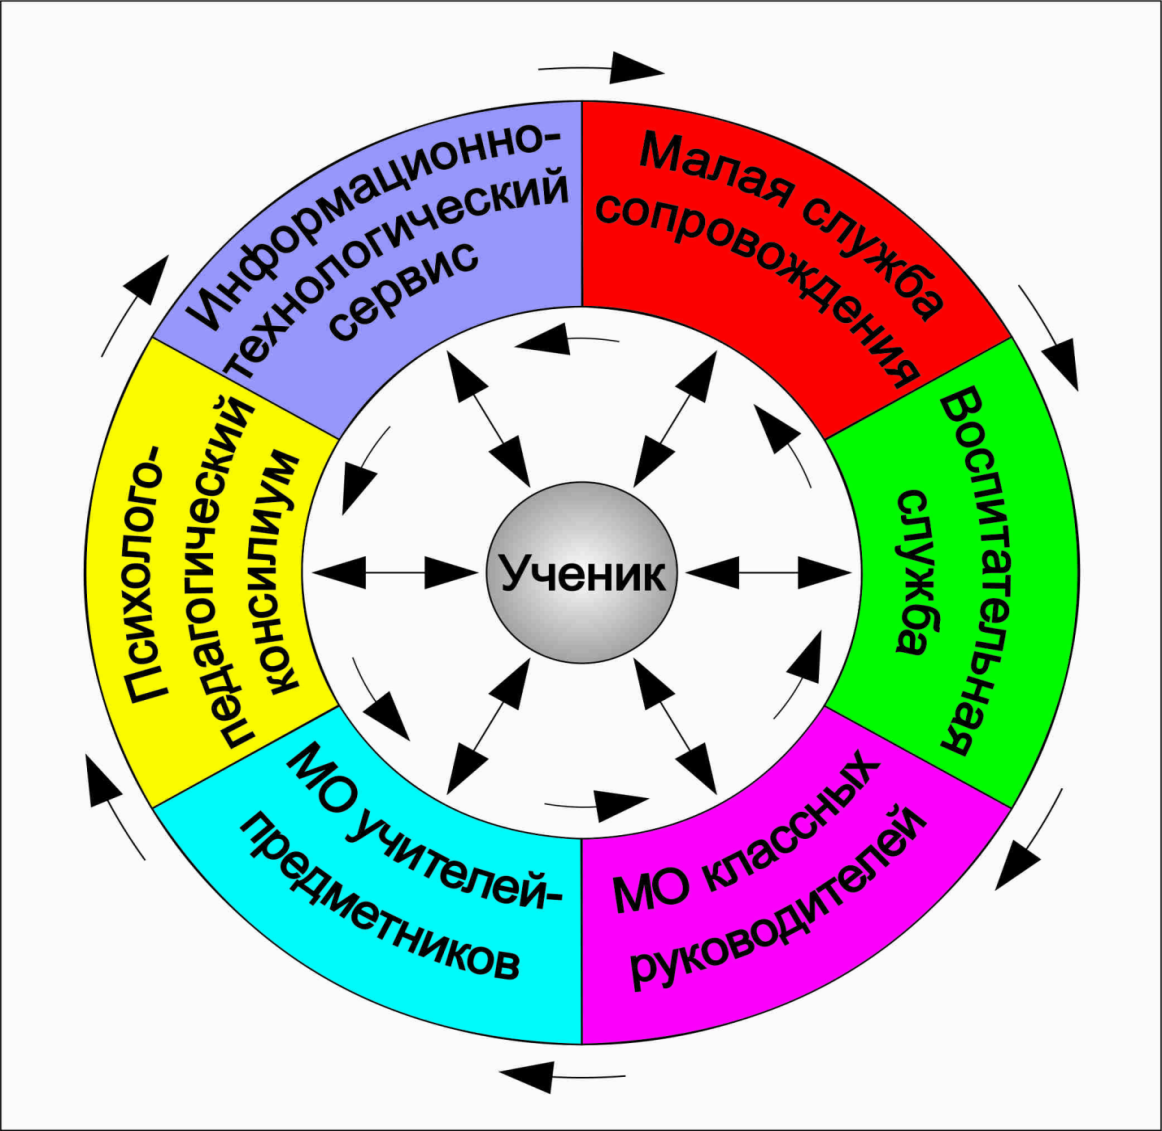 Информационно-
технологический
сервис
Малая служба
сопровождения
Воспитательная
служба
МО классных
руководителей
МО учителей-
предметников
Психолого-
педагогический
консилиум
Ученик